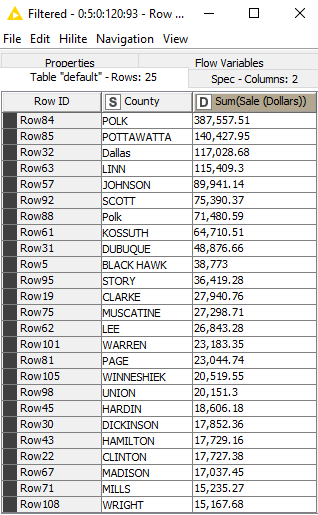 Filtered - 0:5:0:120:93 - Row ...
File Edit Hilite Navigation View
Properties Flow Variables
Table "default" - Rows: 25 Spec - Columns: 2
Row ID S County D Sum(Sale (Dollars))
Row84 POLK 387,557.51
Row85 POTTAWATTA 140,427.95
Row32 Dallas 117,028.68
Row63 LINN 115,409.3
Row57 JOHNSON 89,941.14
Row92 SCOTT 75,390.37
Row88 Polk 71,480.59
Row61 KOSSUTH 64,710.51
Row31 DUBUQUE 48,876.66
Row5 BLACK HAWK 38,773
Row95 STORY 36,419.28
Row19 CLARKE 27,940.76
Row75 MUSCATINE 27,298.71
Row62 LEE 26,843.28
Row101 WARREN 23,183.35
Row81 PAGE 23,044.74
Row105 WINNESHIEK 20,519.55
Row98 UNION 20,151.3
Row45 HARDIN 18,606.18
Row30 DICKINSON 17,852.36
Row43 HAMILTON 17,729.16
Row22 CLINTON 17,727.38
Row67 MADISON 17,037.45
Row71 MILLS 15,235.27
Row108 WRIGHT 15,167.68